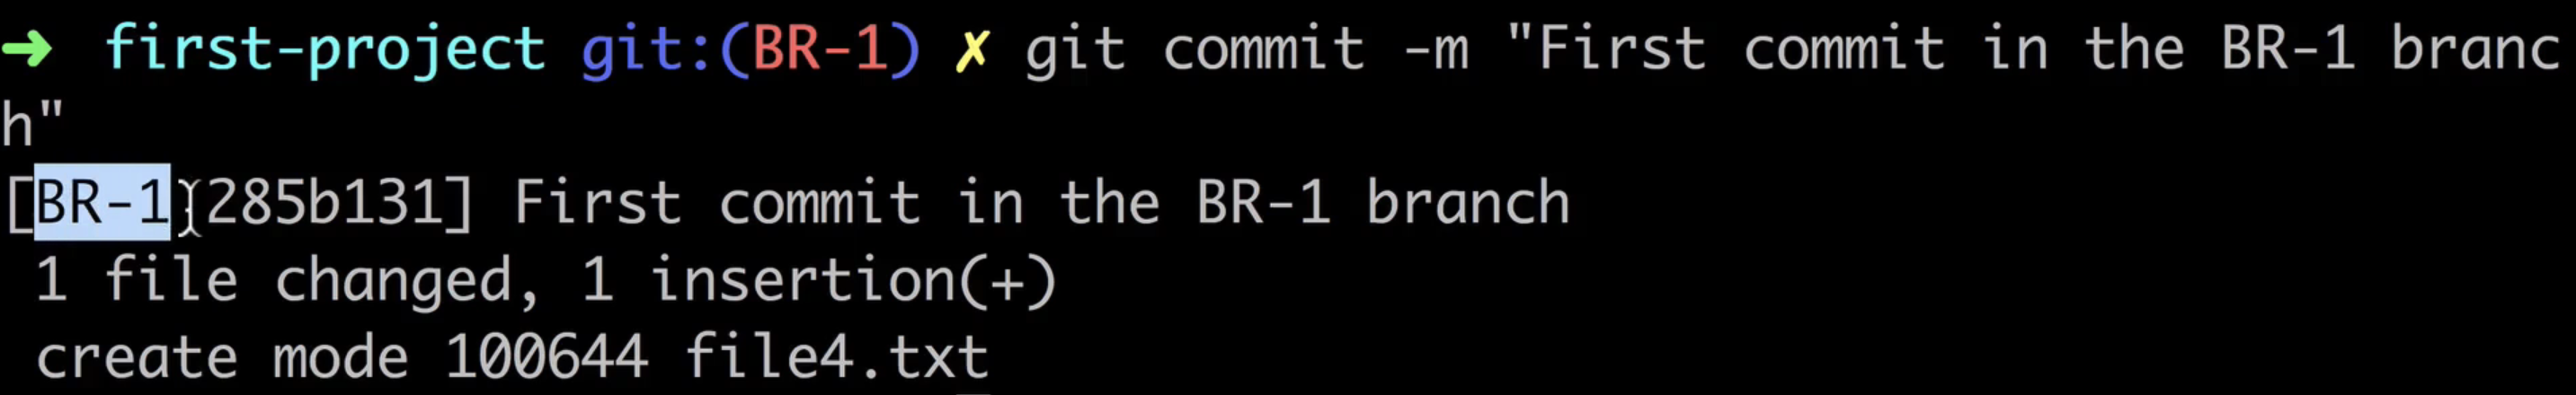 ➜ first-project git:(BR-1) ✗ git commit -m "First commit in the BR-1 branc
h"
[BR-1 285b131] First commit in the BR-1 branch
1 file changed, 1 insertion(+)
create mode 100644 file4.txt